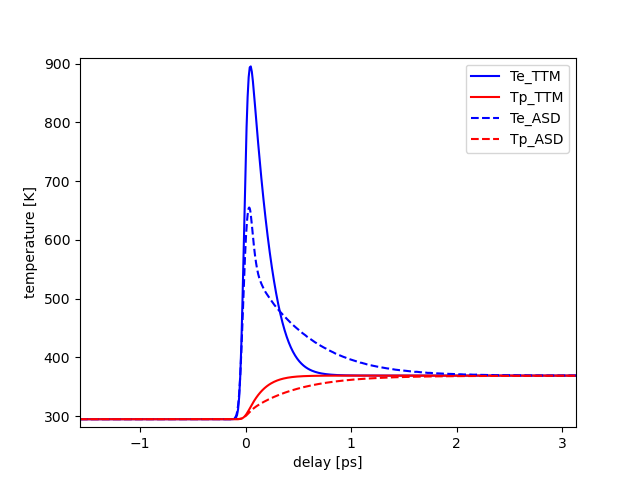 900
800
700
600
500
400
300
temperature [K]
Te_TTM
Tp_TTM
Te_ASD
Tp_ASD
−1
0
1
2
3
delay [ps]